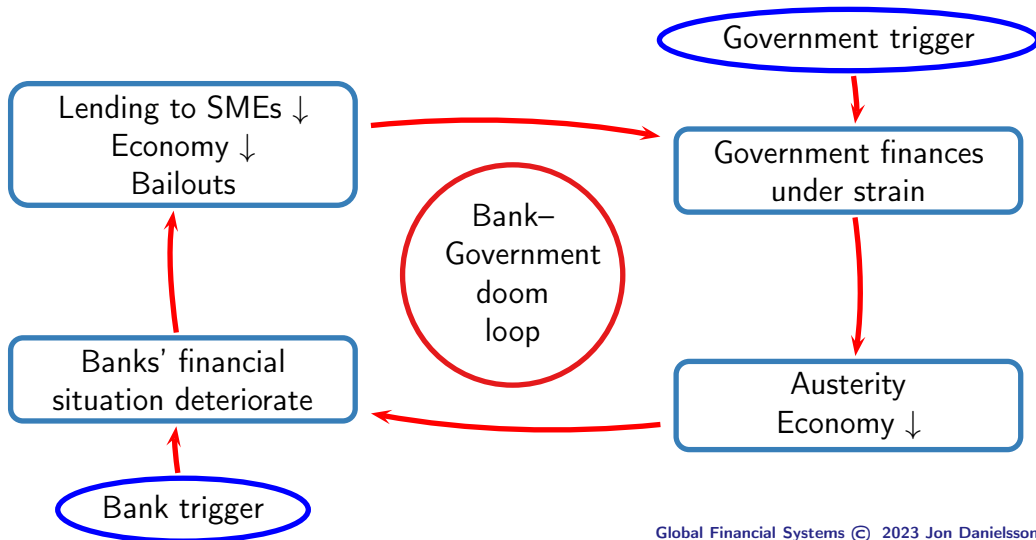 Government trigger
Lending to SMEs ↓
Economy ↓
Bailouts
Government finances
under strain
Bank–
Government
doom
loop
Banks’ financial
situation deteriorate
Austerity
Economy ↓
Bank trigger
Global Financial Systems © 2023 Jon Danielsson